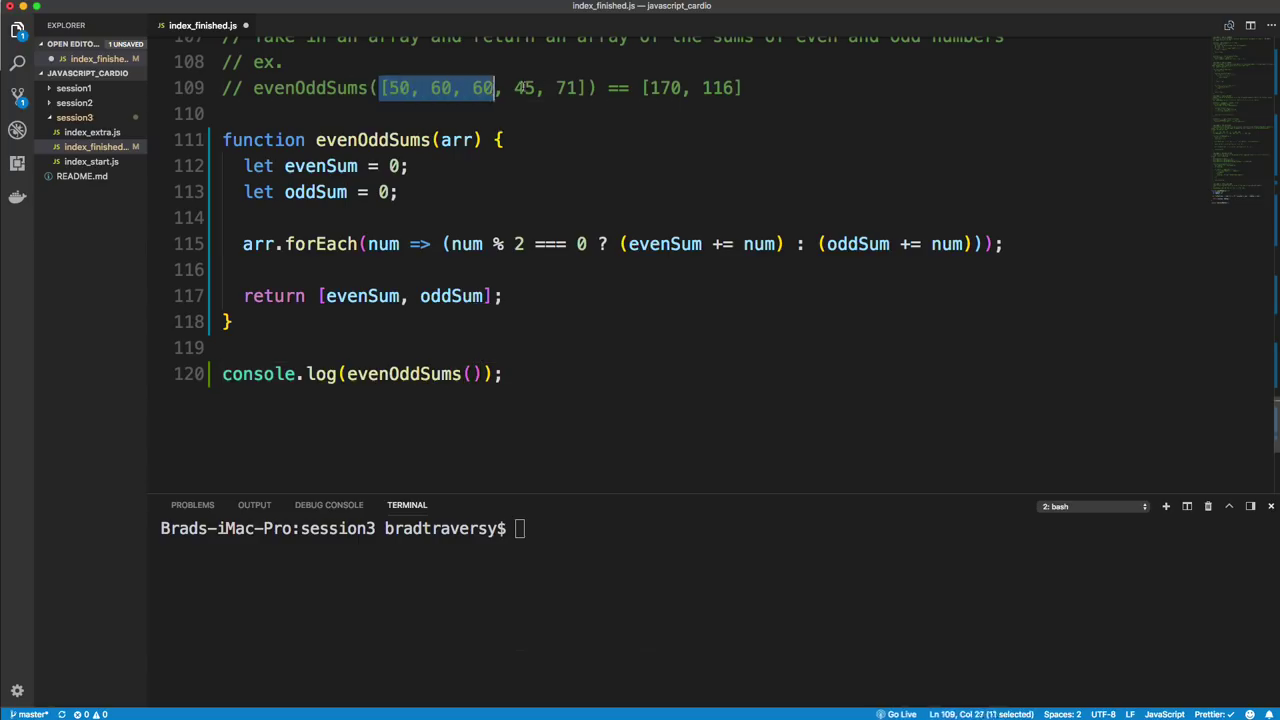 index_finished.js — javascript_cardio
EXPLORER
index_finished.js
OPEN EDITO... 1 UNSAVED
index_finishe...
JAVASCRIPT_CARDIO
session1
session2
session3
index_extra.js
index_finished...
index_start.js
README.md
107 // Take in an array and return an array of the sums of even and odd numbers
108 // ex.
109 // evenOddSums([50, 60, 60, 45, 71]) == [170, 116]
110
111 function evenOddSums(arr) {
112 let evenSum = 0;
113 let oddSum = 0;
114
115 arr.forEach(num => (num % 2 === 0 ? (evenSum += num) : (oddSum += num)));
116
117 return [evenSum, oddSum];
118 }
119
120 console.log(evenOddSums());
PROBLEMS OUTPUT DEBUG CONSOLE TERMINAL 2: bash
Brads-iMac-Pro:session3 bradtraversy$
master* 0 0 Go Live Ln 109, Col 27 (11 selected) Spaces: 2 UTF-8 LF JavaScript Prettier: ✓